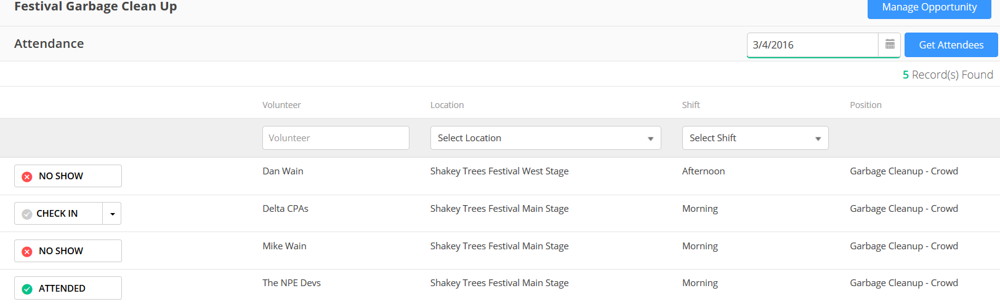 Festival Garbage Clean Up
Manage Opportunity
Attendance
3/4/2016
Get Attendees
5 Record(s) Found
Volunteer Location Shift Position
Volunteer Select Location Select Shift
NO SHOW Dan Wain Shakey Trees Festival West Stage Afternoon Garbage Cleanup - Crowd
CHECK IN Delta CPAs Shakey Trees Festival Main Stage Morning Garbage Cleanup - Crowd
NO SHOW Mike Wain Shakey Trees Festival Main Stage Morning Garbage Cleanup - Crowd
ATTENDED The NPE Devs Shakey Trees Festival Main Stage Morning Garbage Cleanup - Crowd